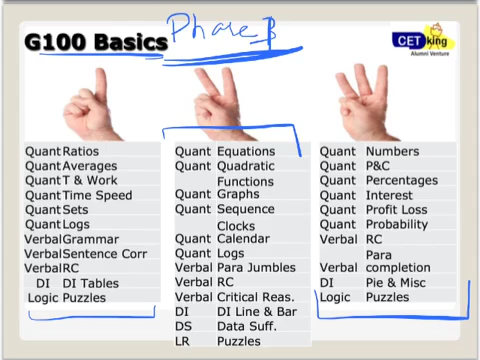 G100 Basics Phase
CET king
Alumni Venture
Quant Ratios
Quant Averages
Quant T & Work
Quant Time Speed
Quant Sets
Quant Logs
Verbal Grammar
Verbal Sentence Corr
Verbal RC
DI DI Tables
Logic Puzzles
Quant Equations
Quant Quadratic
Functions
Quant Graphs
Quant Sequence
Clocks
Quant Calendar
Quant Logs
Verbal Para Jumbles
Verbal RC
Verbal Critical Reas.
DI DI Line & Bar
DS Data Suff.
LR Puzzles
Quant Numbers
Quant P&C
Quant Percentages
Quant Interest
Quant Profit Loss
Quant Probability
Verbal RC
Para
Verbal completion
DI Pie & Misc
Logic Puzzles